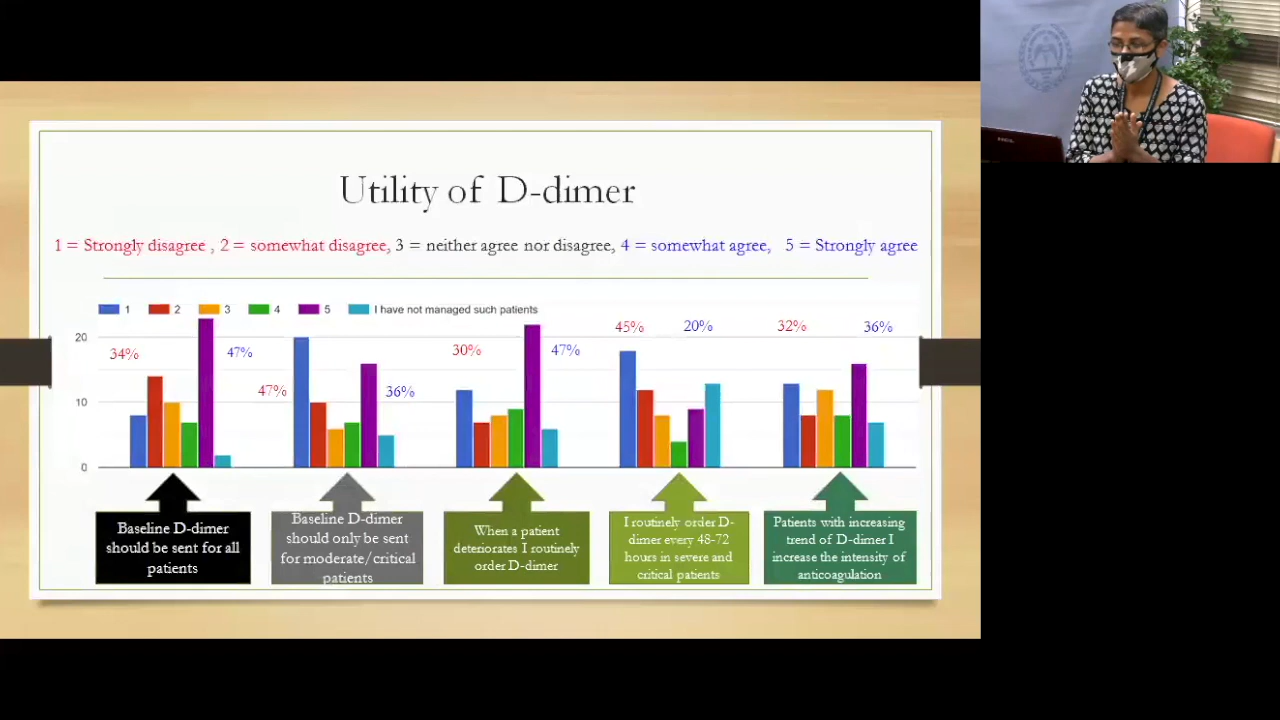 Utility of D-dimer
1 = Strongly disagree , 2 = somewhat disagree, 3 = neither agree nor disagree, 4 = somewhat agree, 5 = Strongly agree
1 2 3 4 5 I have not managed such patients
20
10
0
34% 47%
47% 36%
30% 47%
45% 20%
32% 36%
Baseline D-dimer
should be sent for all
patients
Baseline D-dimer
should only be sent
for moderate/critical
patients
When a patient
deteriorates I routinely
order D-dimer
I routinely order D-
dimer every 48-72
hours in severe and
critical patients
Patients with increasing
trend of D-dimer I
increase the intensity of
anticoagulation